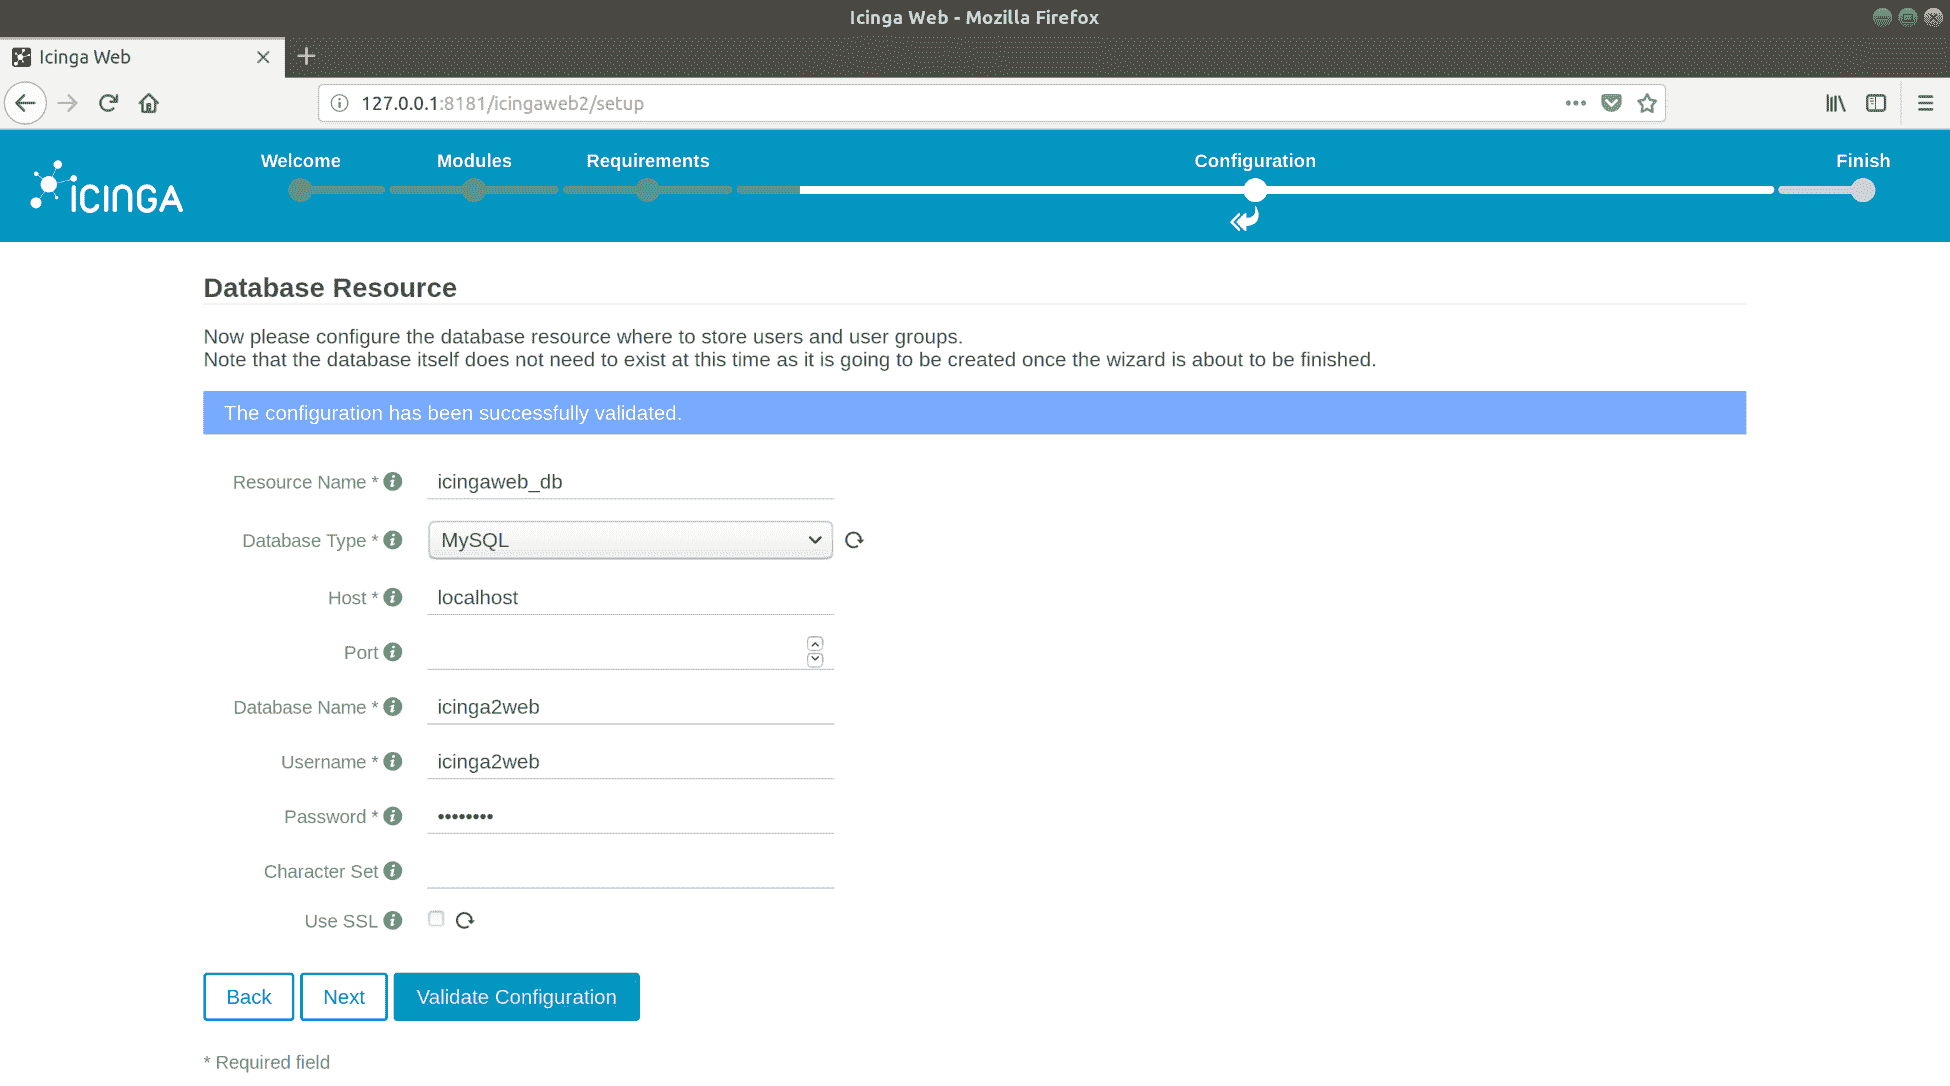 Icinga Web - Mozilla Firefox
Icinga Web
127.0.0.1:8181/icingaweb2/setup
Welcome Modules Requirements Configuration Finish
ICINGA
Database Resource
Now please configure the database resource where to store users and user groups.
Note that the database itself does not need to exist at this time as it is going to be created once the wizard is about to be finished.
The configuration has been successfully validated.
Resource Name * icingaweb_db
Database Type * MySQL
Host * localhost
Port
Database Name * icinga2web
Username * icinga2web
Password * ••••••••
Character Set
Use SSL
Back Next Validate Configuration
* Required field